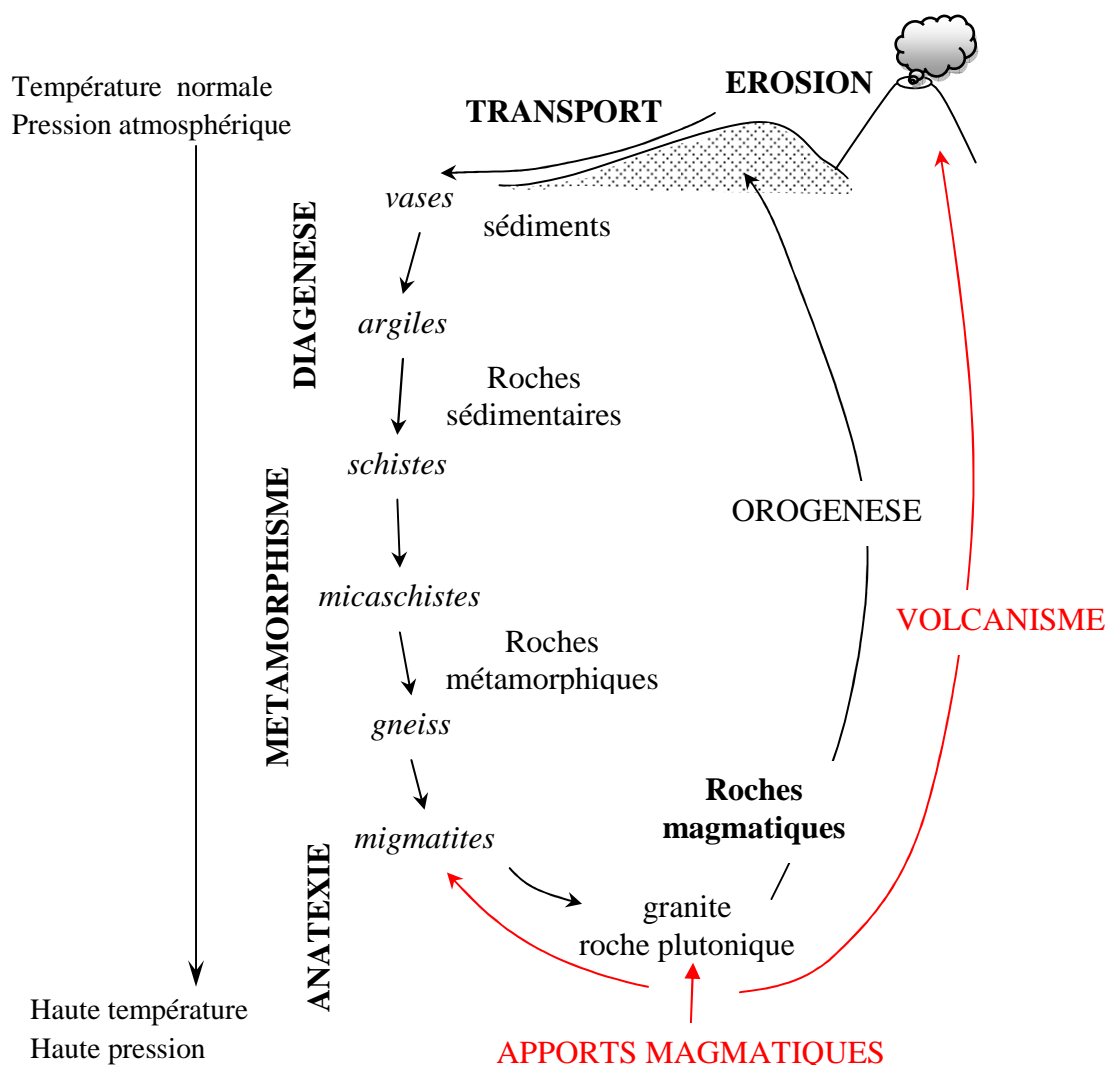 Température normale
Pression atmosphérique
EROSION
TRANSPORT
vases
sédiments
DIAGENESE
argiles
Roches
sédimentaires
schistes
METAMORPHISME
OROGENESE
micaschistes
VOLCANISME
Roches
métamorphiques
gneiss
Roches
magmatiques
migmatites
ANATEXIE
granite
roche plutonique
Haute température
Haute pression
APPORTS MAGMATIQUES